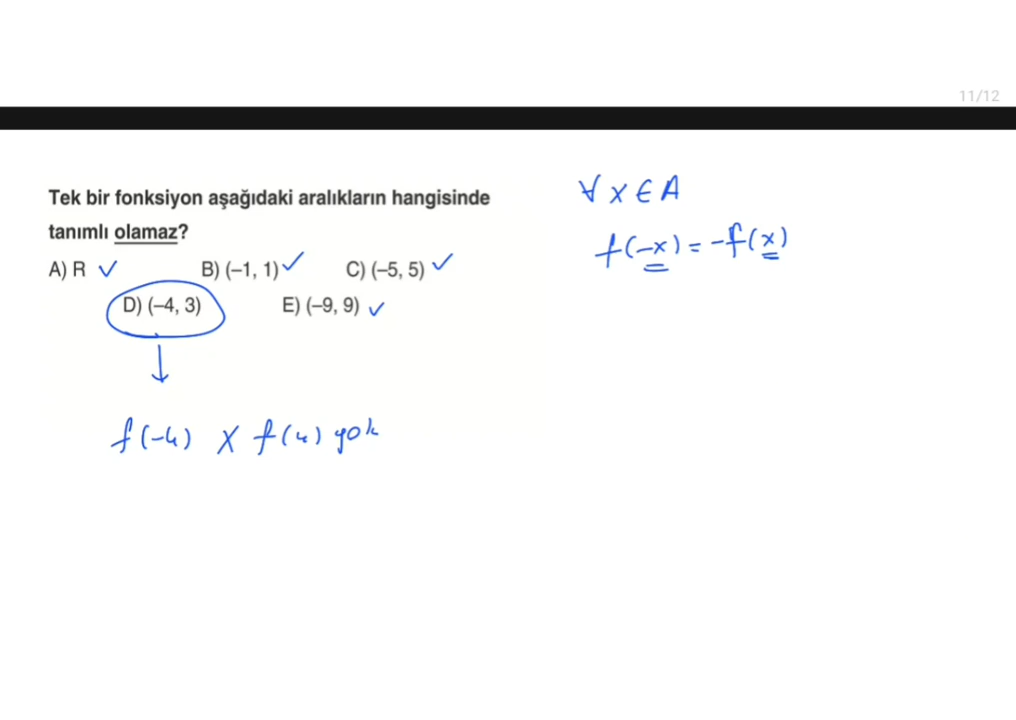 11/12
Tek bir fonksiyon aşağıdaki aralıkların hangisinde
tanımlı olamaz?
A) R ✓ B) (–1, 1) ✓ C) (–5, 5) ✓
D) (–4, 3) E) (–9, 9) ✓
↓
f(-4) X f(4) yok
∀ x ∈ A
f(-x) = -f(x)